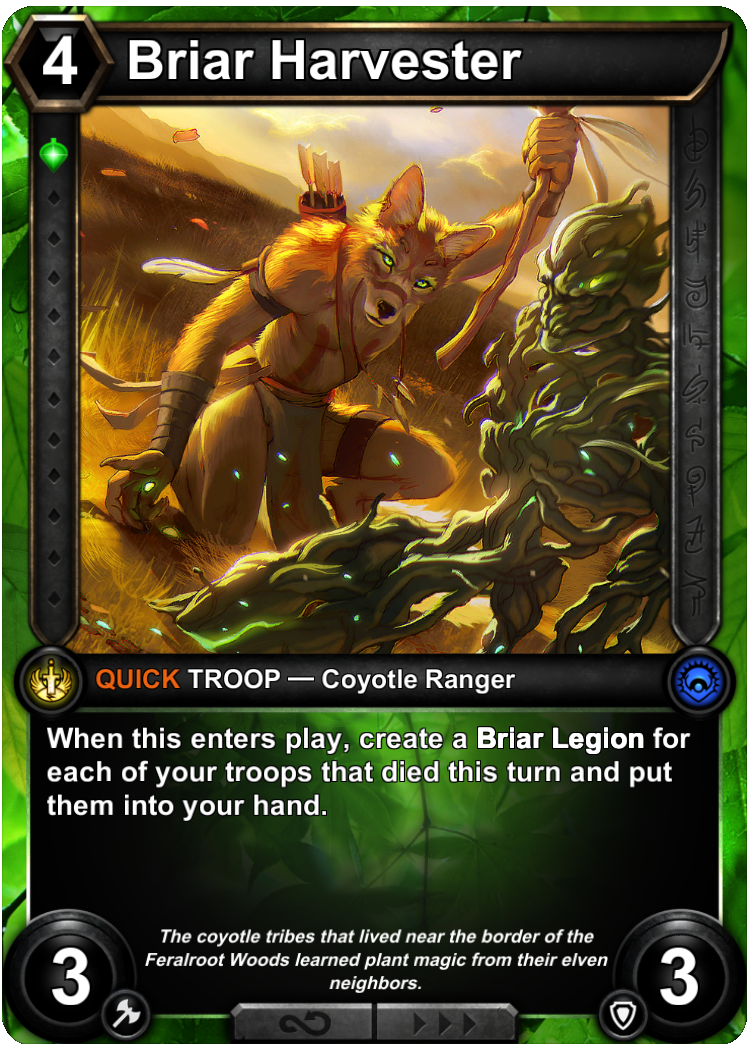 4
Briar Harvester
QUICK TROOP — Coyotle Ranger
When this enters play, create a Briar Legion for
each of your troops that died this turn and put
them into your hand.
The coyotle tribes that lived near the border of the
Feralroot Woods learned plant magic from their elven
neighbors.
3
3